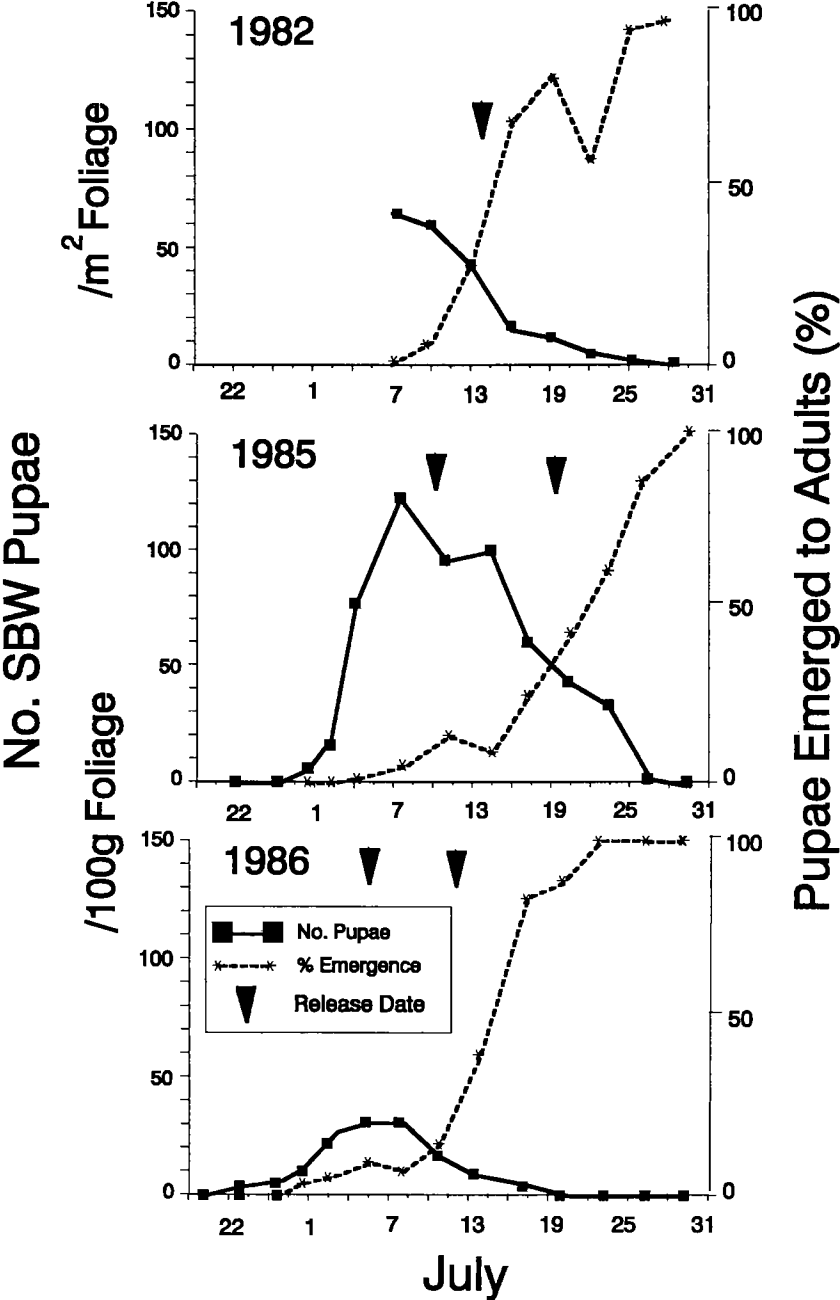 No. SBW Pupae
/m² Foliage
/100g Foliage
Pupae Emerged to Adults (%)
1982
150
100
50
0
100
50
0
22 1 7 13 19 25 31
1985
150
100
50
0
100
50
0
22 1 7 13 19 25 31
1986
150
100
50
0
100
50
0
No. Pupae
% Emergence
Release Date
22 1 7 13 19 25 31
July